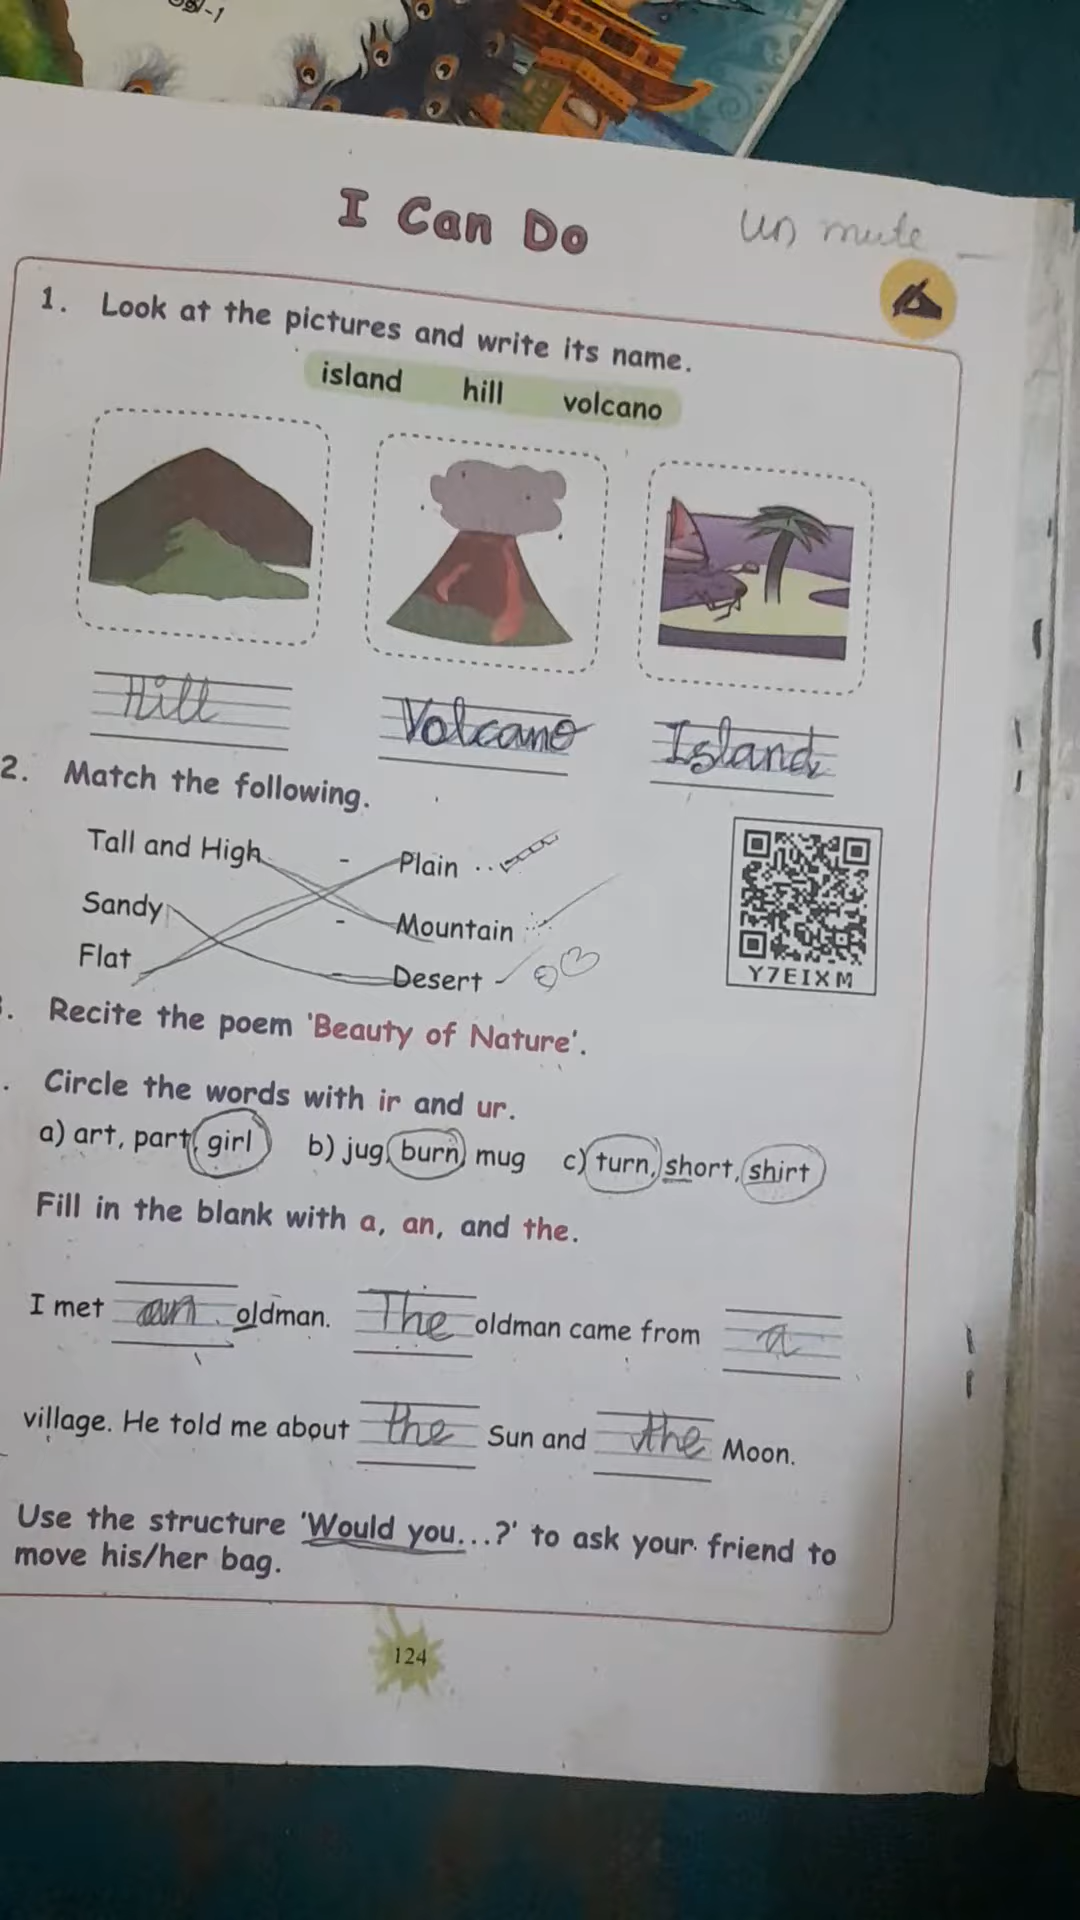 I Can Do
un mute
1. Look at the pictures and write its name.
island hill volcano
Hill Volcano Island
2. Match the following.
Tall and High - Plain
Sandy - Mountain
Flat - Desert
Y7EIXM
. Recite the poem 'Beauty of Nature'.
. Circle the words with ir and ur.
a) art, part, girl b) jug, burn, mug c) turn, short, shirt
Fill in the blank with a, an, and the.
I met an oldman. The oldman came from a
village. He told me about the Sun and the Moon.
Use the structure 'Would you...?' to ask your friend to
move his/her bag.
124